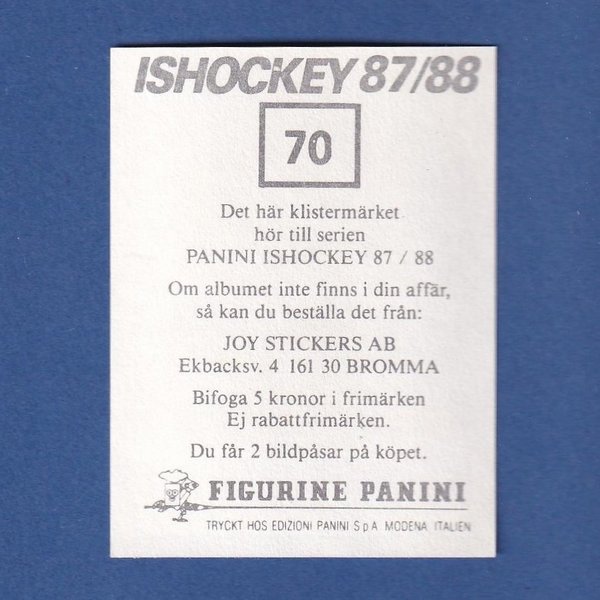 ISHOCKEY 87/88
70
Det här klistermärket
hör till serien
PANINI ISHOCKEY 87 / 88
Om albumet inte finns i din affär,
så kan du beställa det från:
JOY STICKERS AB
Ekbacksv. 4 161 30 BROMMA
Bifoga 5 kronor i frimärken
Ej rabattfrimärken.
Du får 2 bildpåsar på köpet.
FIGURINE PANINI
TRYCKT HOS EDIZIONI PANINI S p A MODENA ITALIEN